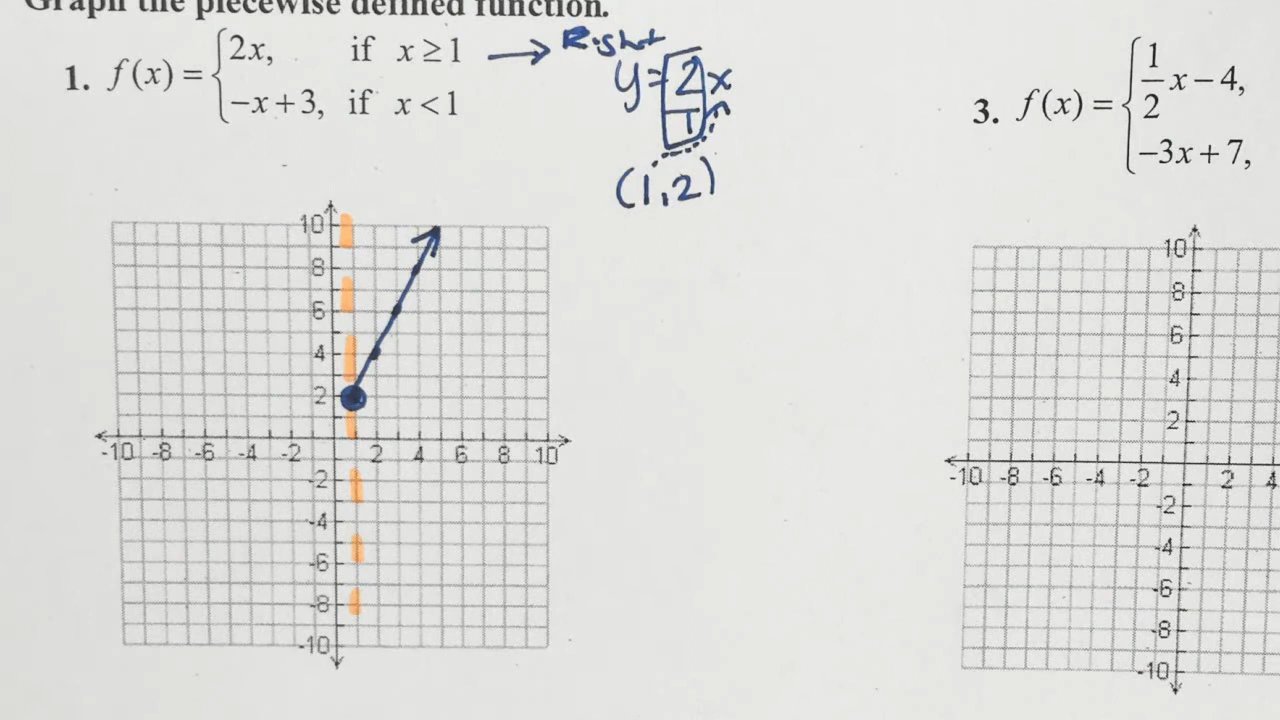 Graph the piecewise defined function.
1. f(x) = { 2x, if x ≥ 1
−x + 3, if x < 1
→ Right
y = 2/1 x
(1,2)
10
8
6
4
2
-10 -8 -6 -4 -2 2 4 6 8 10
-2
-4
-6
-8
-10
3. f(x) = { 1/2 x − 4,
−3x + 7,
10
8
6
4
2
-10 -8 -6 -4 -2 2 4
-2
-4
-6
-8
-10